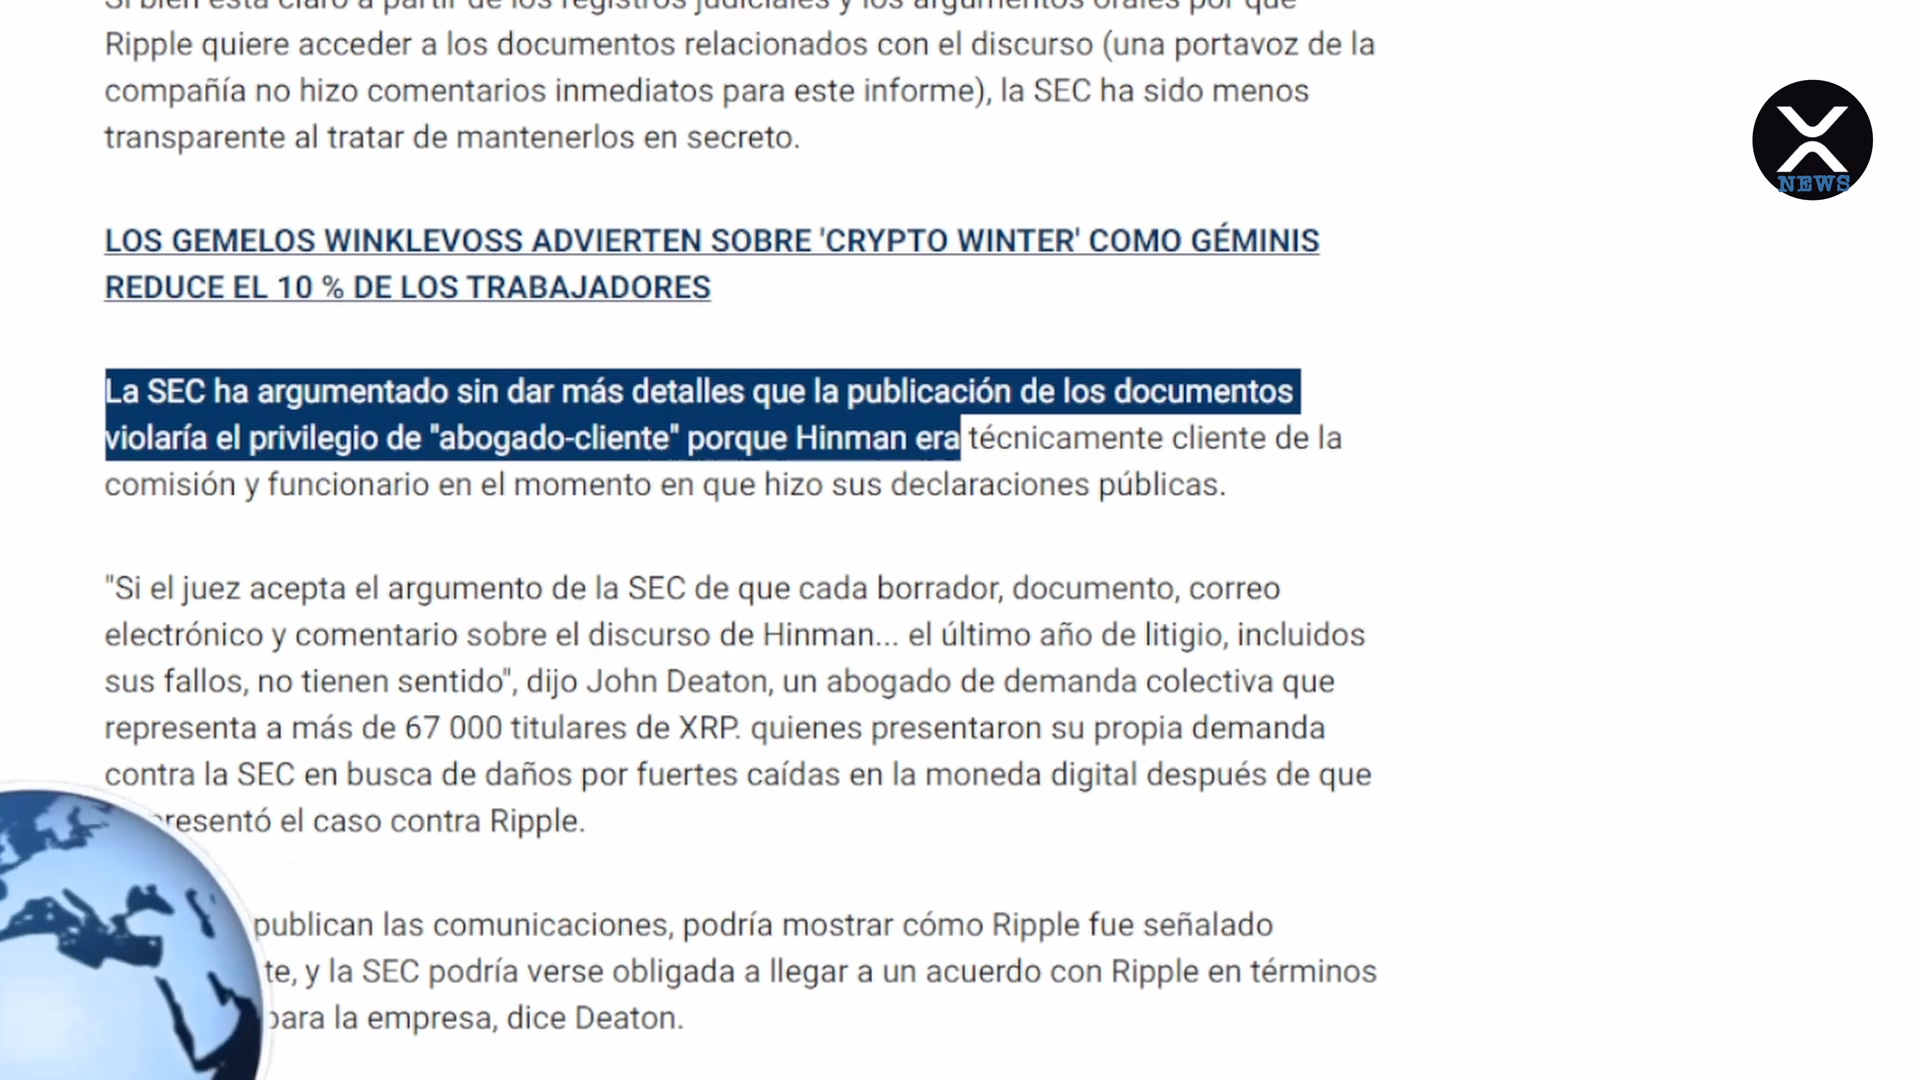 Si bien está claro a partir de los registros judiciales y los argumentos orales por qué
Ripple quiere acceder a los documentos relacionados con el discurso (una portavoz de la
compañía no hizo comentarios inmediatos para este informe), la SEC ha sido menos
transparente al tratar de mantenerlos en secreto.
NEWS
LOS GEMELOS WINKLEVOSS ADVIERTEN SOBRE 'CRYPTO WINTER' COMO GÉMINIS
REDUCE EL 10 % DE LOS TRABAJADORES
La SEC ha argumentado sin dar más detalles que la publicación de los documentos
violaría el privilegio de "abogado-cliente" porque Hinman era técnicamente cliente de la
comisión y funcionario en el momento en que hizo sus declaraciones públicas.
"Si el juez acepta el argumento de la SEC de que cada borrador, documento, correo
electrónico y comentario sobre el discurso de Hinman... el último año de litigio, incluidos
sus fallos, no tienen sentido", dijo John Deaton, un abogado de demanda colectiva que
representa a más de 67 000 titulares de XRP. quienes presentaron su propia demanda
contra la SEC en busca de daños por fuertes caídas en la moneda digital después de que
resentó el caso contra Ripple.
publican las comunicaciones, podría mostrar cómo Ripple fue señalado
te, y la SEC podría verse obligada a llegar a un acuerdo con Ripple en términos
para la empresa, dice Deaton.